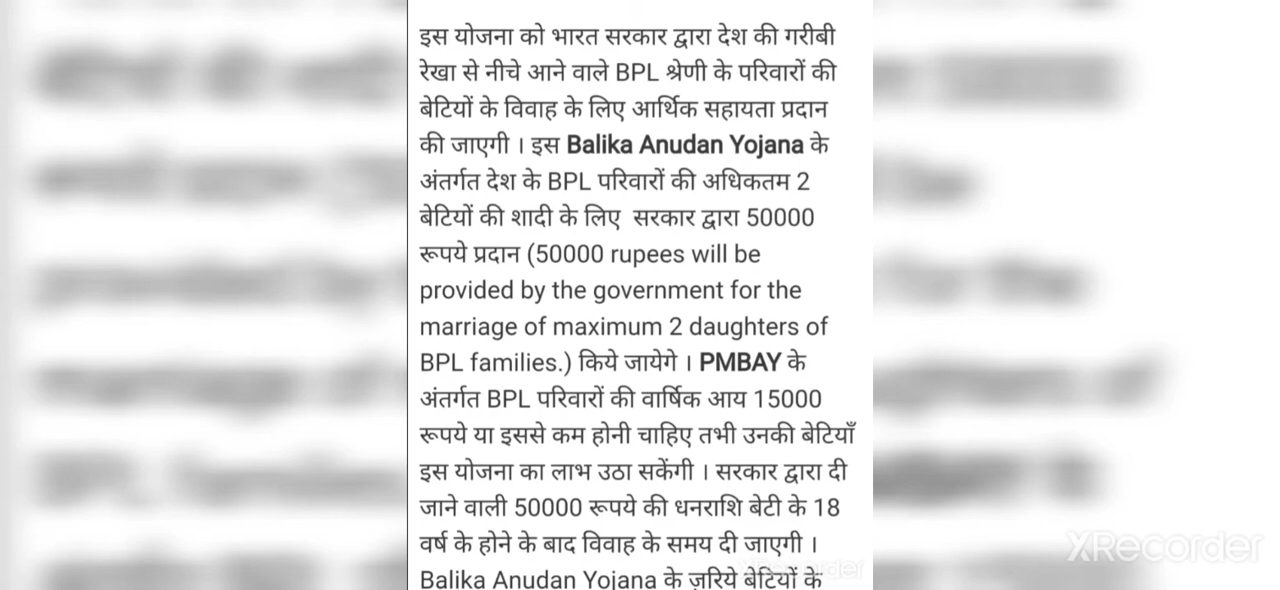 इस योजना को भारत सरकार द्वारा देश की गरीबी
रेखा से नीचे आने वाले BPL श्रेणी के परिवारों की
बेटियों के विवाह के लिए आर्थिक सहायता प्रदान
की जाएगी । इस Balika Anudan Yojana के
अंतर्गत देश के BPL परिवारों की अधिकतम 2
बेटियों की शादी के लिए  सरकार द्वारा 50000
रूपये प्रदान (50000 rupees will be
provided by the government for the
marriage of maximum 2 daughters of
BPL families.) किये जायेगे । PMBAY के
अंतर्गत BPL परिवारों की वार्षिक आय 15000
रूपये या इससे कम होनी चाहिए तभी उनकी बेटियाँ
इस योजना का लाभ उठा सकेंगी । सरकार द्वारा दी
जाने वाली 50000 रूपये की धनराशि बेटी के 18
वर्ष के होने के बाद विवाह के समय दी जाएगी ।
Balika Anudan Yojana के ज़रिये बेटियों के
XRecorder